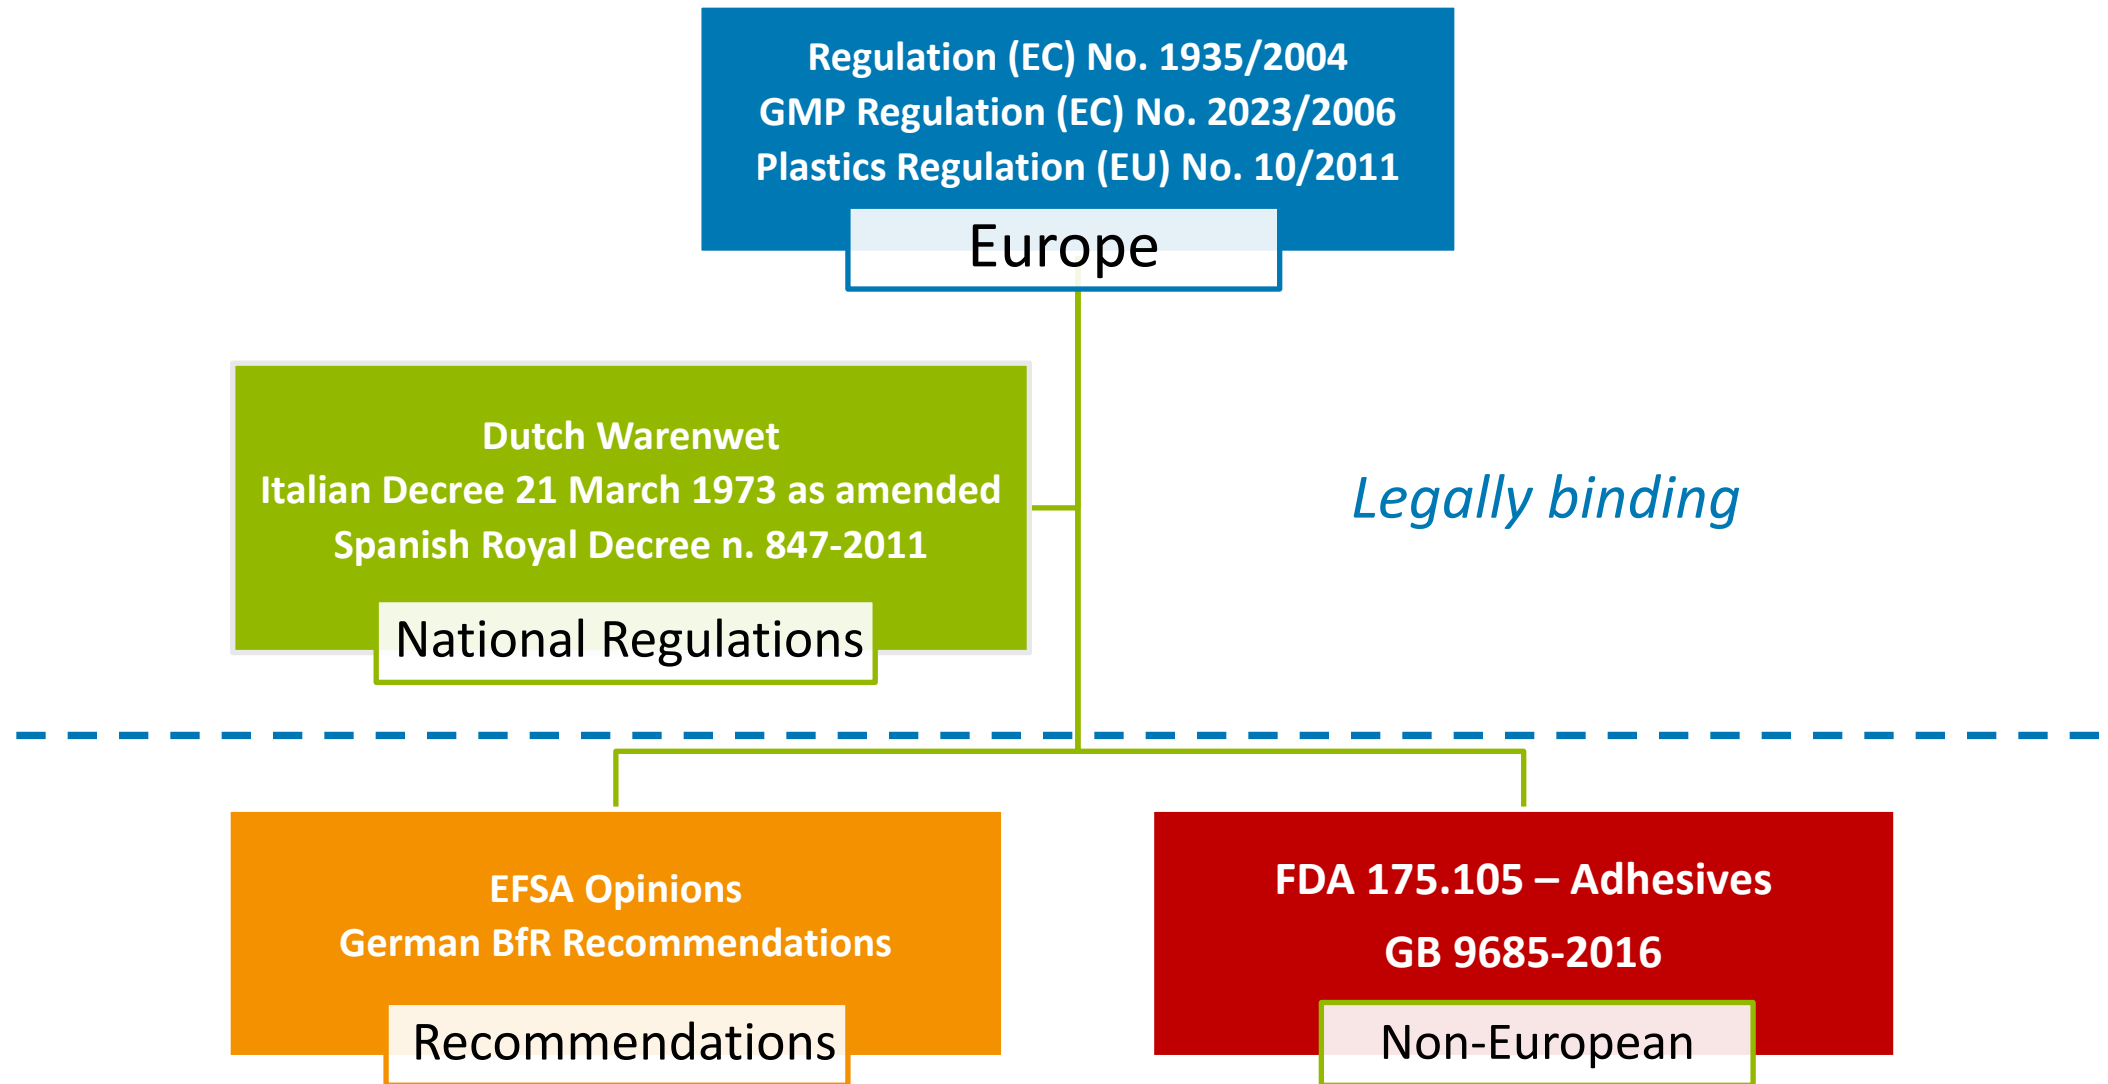 Regulation (EC) No. 1935/2004
GMP Regulation (EC) No. 2023/2006
Plastics Regulation (EU) No. 10/2011
Europe
Dutch Warenwet
Italian Decree 21 March 1973 as amended
Spanish Royal Decree n. 847-2011
National Regulations
Legally binding
EFSA Opinions
German BfR Recommendations
Recommendations
FDA 175.105 – Adhesives
GB 9685-2016
Non-European